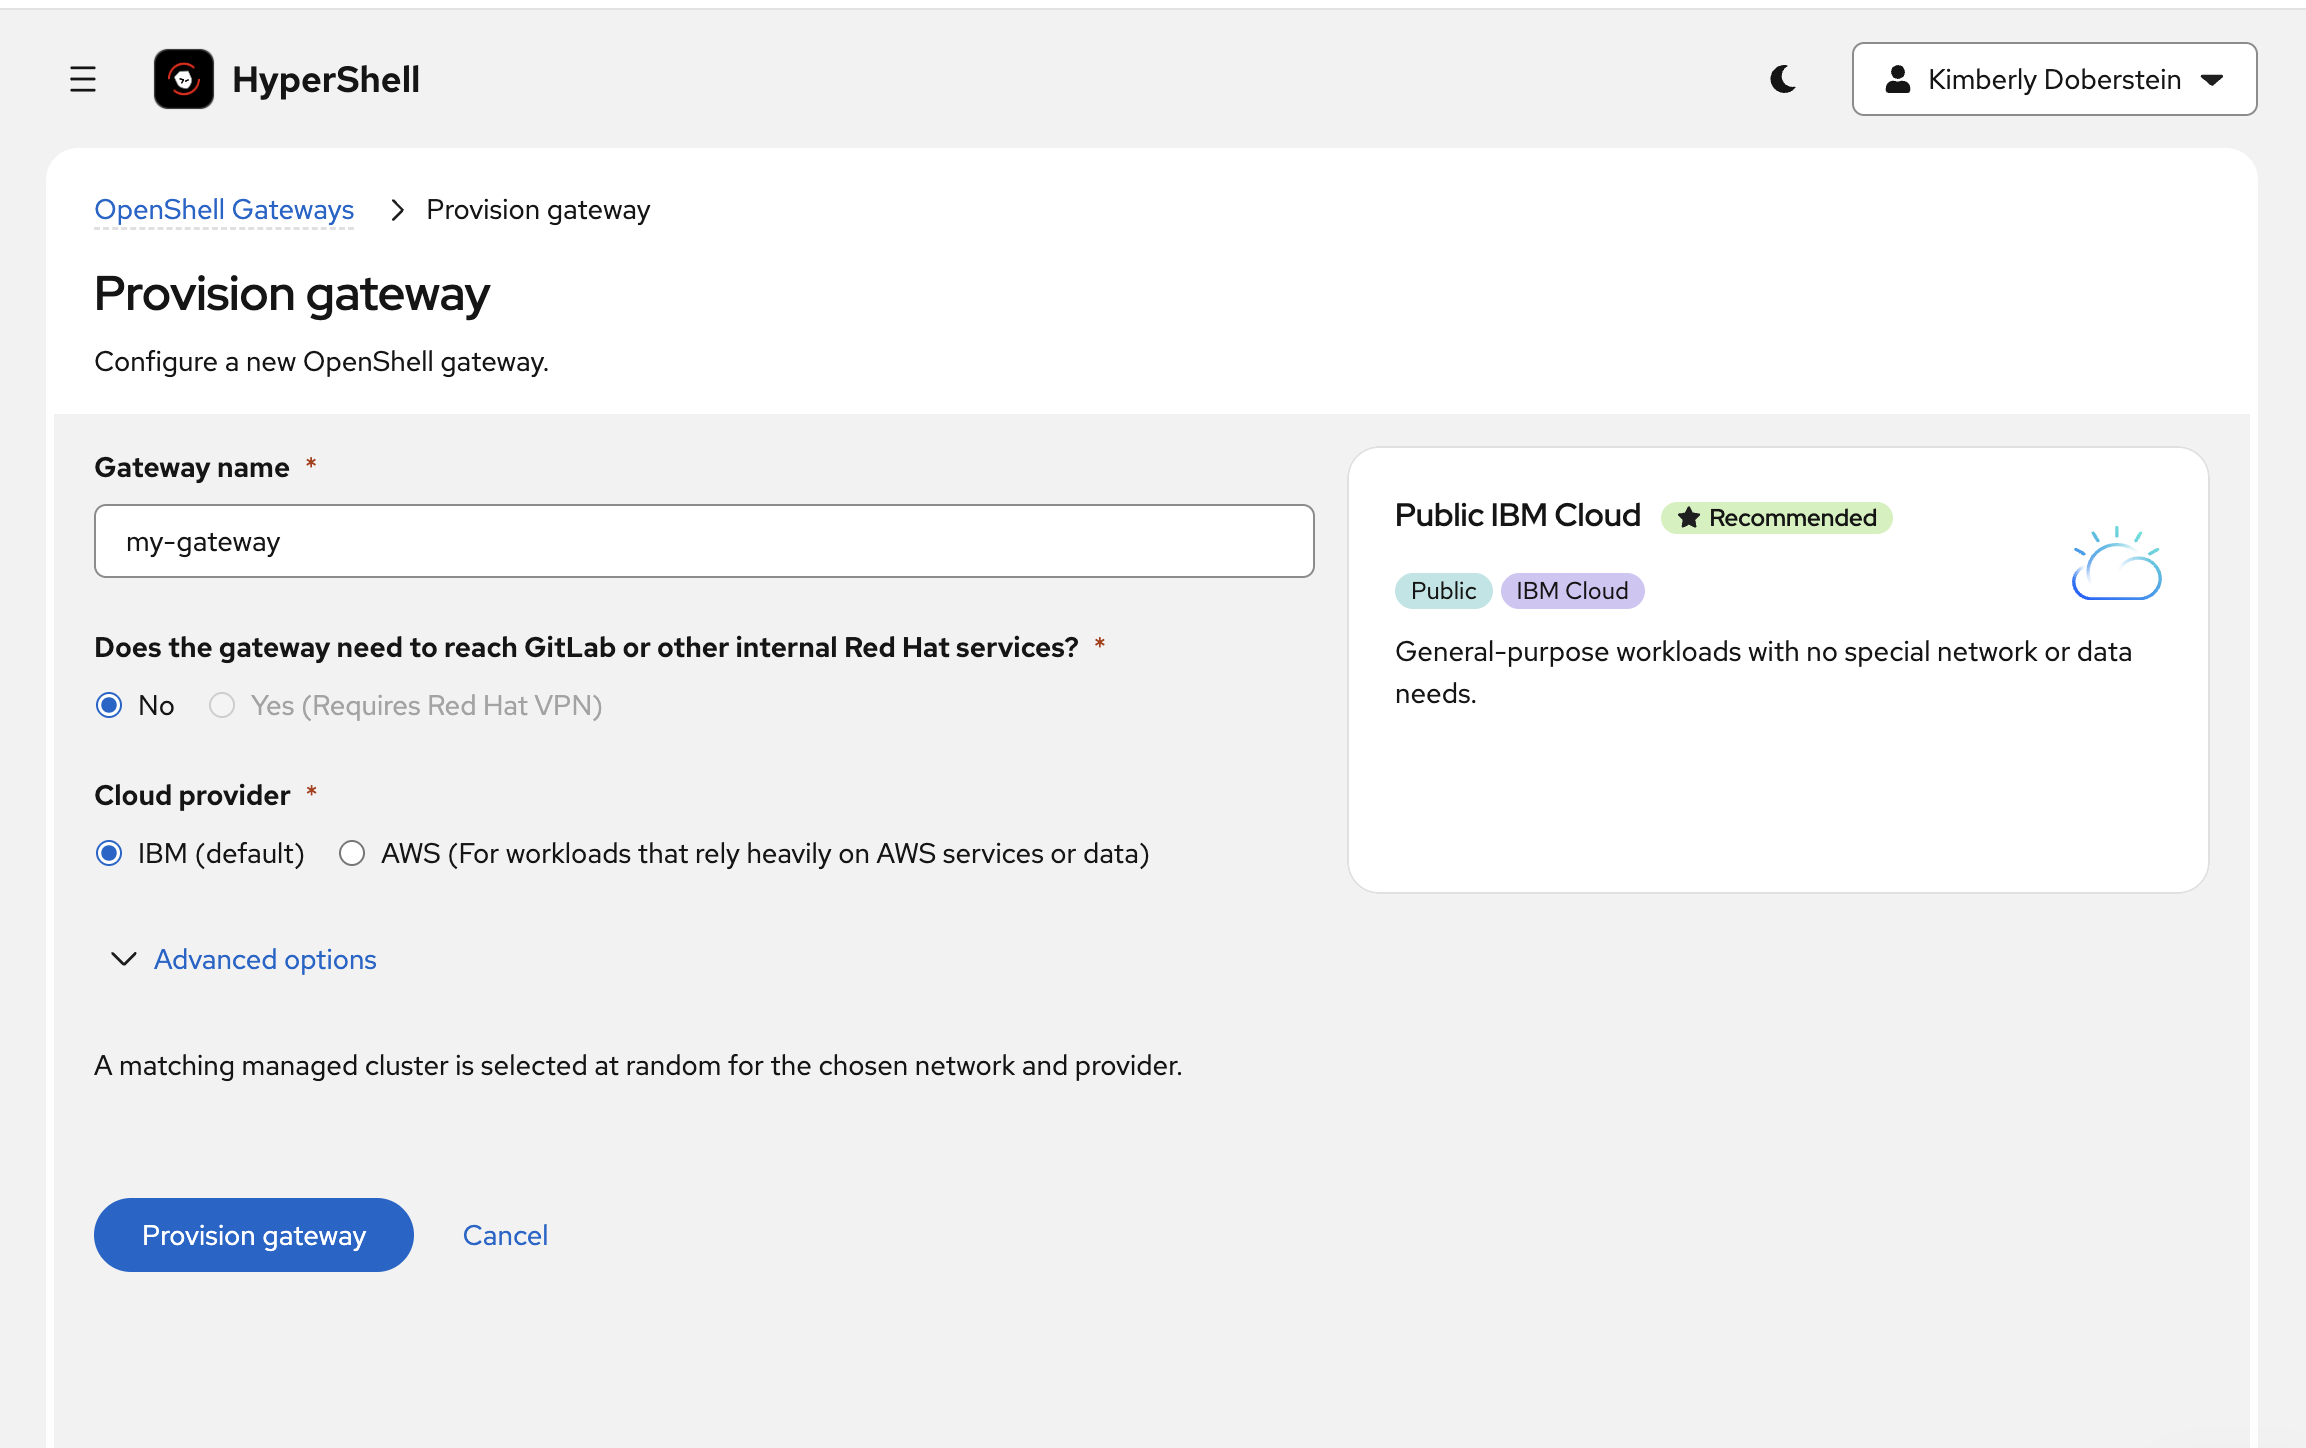 HyperShell
Kimberly Doberstein
OpenShell Gateways > Provision gateway
Provision gateway
Configure a new OpenShell gateway.
Gateway name *
my-gateway
Does the gateway need to reach GitLab or other internal Red Hat services? *
No Yes (Requires Red Hat VPN)
Cloud provider *
IBM (default) AWS (For workloads that rely heavily on AWS services or data)
Advanced options
A matching managed cluster is selected at random for the chosen network and provider.
Provision gateway Cancel
Public IBM Cloud Recommended
Public IBM Cloud
General-purpose workloads with no special network or data
needs.